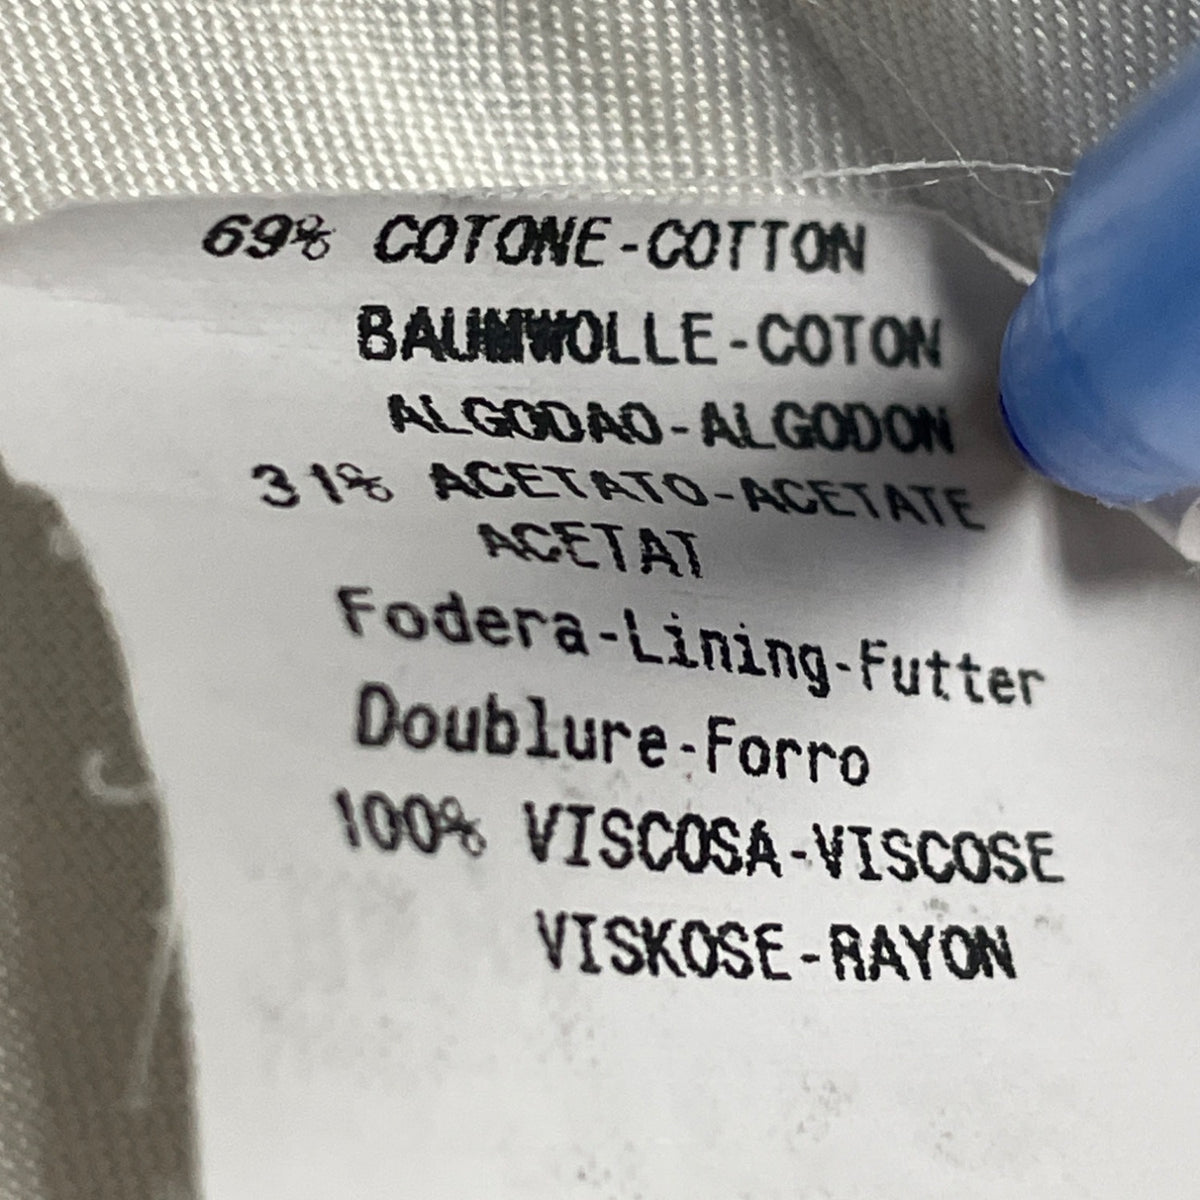 69% COTONE-COTTON
BAUMWOLLE-COTON
ALGODAO-ALGODON
31% ACETATO-ACETATE
ACETAT
Fodera-Lining-Futter
Doublure-Forro
100% VISCOSA-VISCOSE
VISKOSE-RAYON